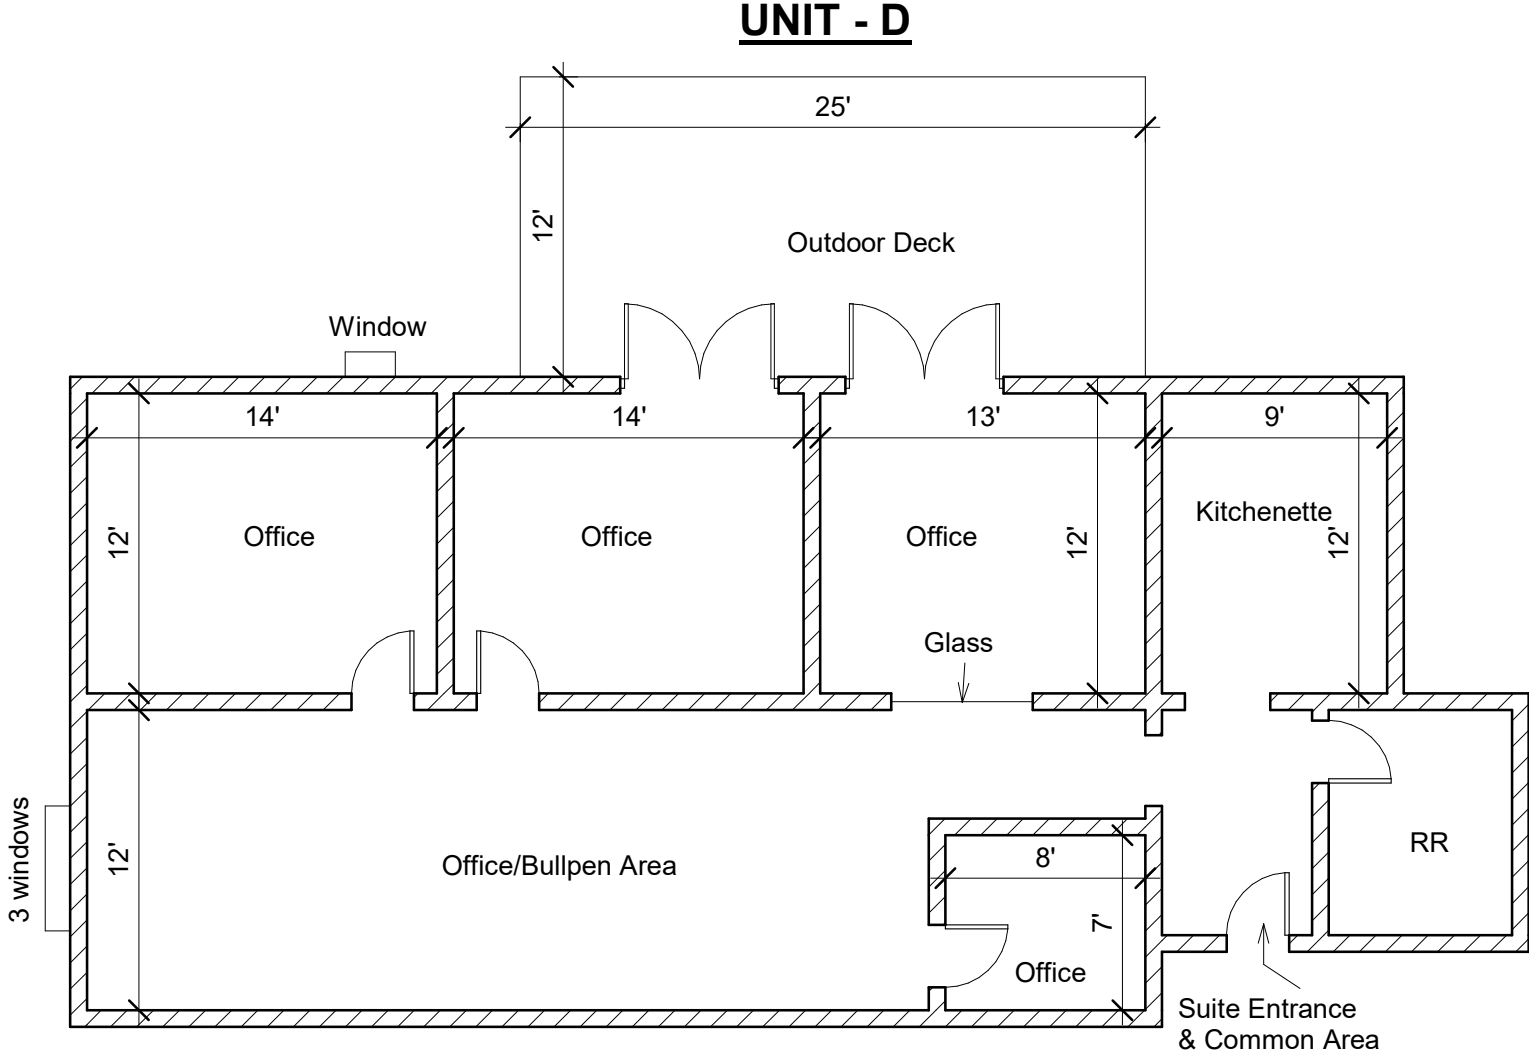 UNIT - D
25'
12'
Outdoor Deck
Window
14'
14'
13'
9'
12'
Office
Office
Office
12'
Kitchenette
12'
Glass
3 windows
12'
Office/Bullpen Area
8'
7'
Office
RR
Suite Entrance
& Common Area